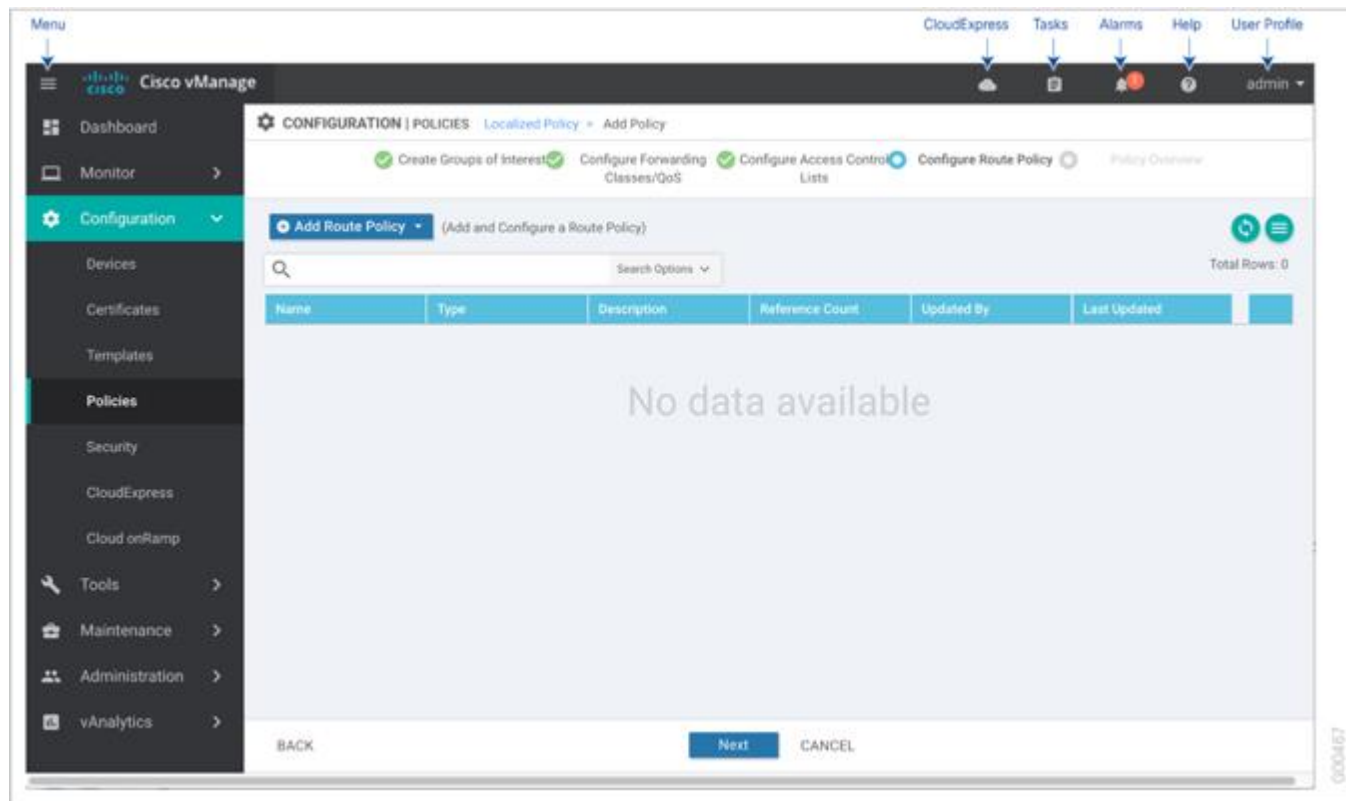 Menu
CloudExpress Tasks Alarms Help User Profile
cisco Cisco vManage
admin
Dashboard
Monitor
Configuration
Devices
Certificates
Templates
Policies
Security
CloudExpress
Cloud onRamp
Tools
Maintenance
Administration
vAnalytics
CONFIGURATION | POLICIES Localized Policy > Add Policy
Create Groups of Interest
Configure Forwarding
Classes/QoS
Configure Access Control
Lists
Configure Route Policy
Policy Overview
Add Route Policy (Add and Configure a Route Policy)
Search Options
Total Rows: 0
Name Type Description Reference Count Updated By Last Updated
No data available
BACK Next CANCEL
G00467